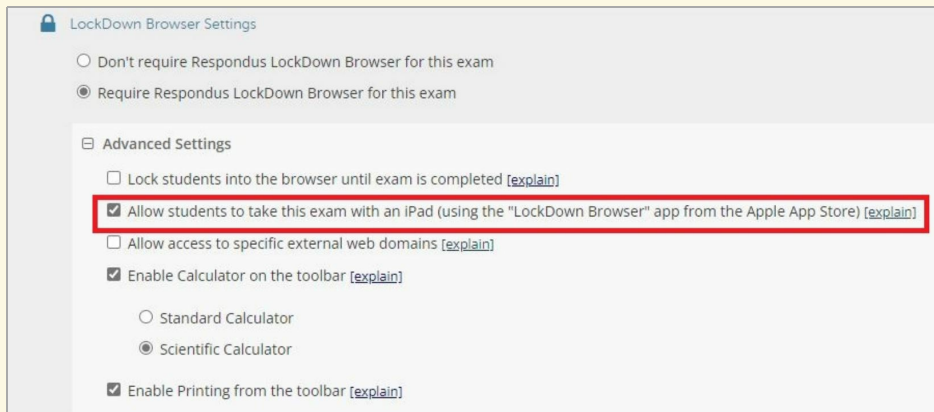 LockDown Browser Settings
Don't require Respondus LockDown Browser for this exam
Require Respondus LockDown Browser for this exam
Advanced Settings
Lock students into the browser until exam is completed [explain]
Allow students to take this exam with an iPad (using the "LockDown Browser" app from the Apple App Store) [explain]
Allow access to specific external web domains [explain]
Enable Calculator on the toolbar [explain]
Standard Calculator
Scientific Calculator
Enable Printing from the toolbar [explain]